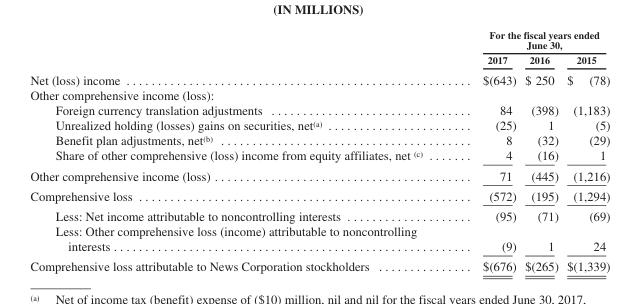 (IN MILLIONS)
For the fiscal years ended
June 30,
2017 2016 2015
Net (loss) income $(643) $ 250 $ (78)
Other comprehensive income (loss):
Foreign currency translation adjustments 84 (398) (1,183)
Unrealized holding (losses) gains on securities, net(a) (25) 1 (5)
Benefit plan adjustments, net(b) 8 (32) (29)
Share of other comprehensive (loss) income from equity affiliates, net (c) 4 (16) 1
Other comprehensive income (loss) 71 (445) (1,216)
Comprehensive loss (572) (195) (1,294)
Less: Net income attributable to noncontrolling interests (95) (71) (69)
Less: Other comprehensive loss (income) attributable to noncontrolling
interests (9) 1 24
Comprehensive loss attributable to News Corporation stockholders $(676) $(265) $(1,339)
(a) Net of income tax (benefit) expense of ($10) million, nil and nil for the fiscal years ended June 30, 2017,